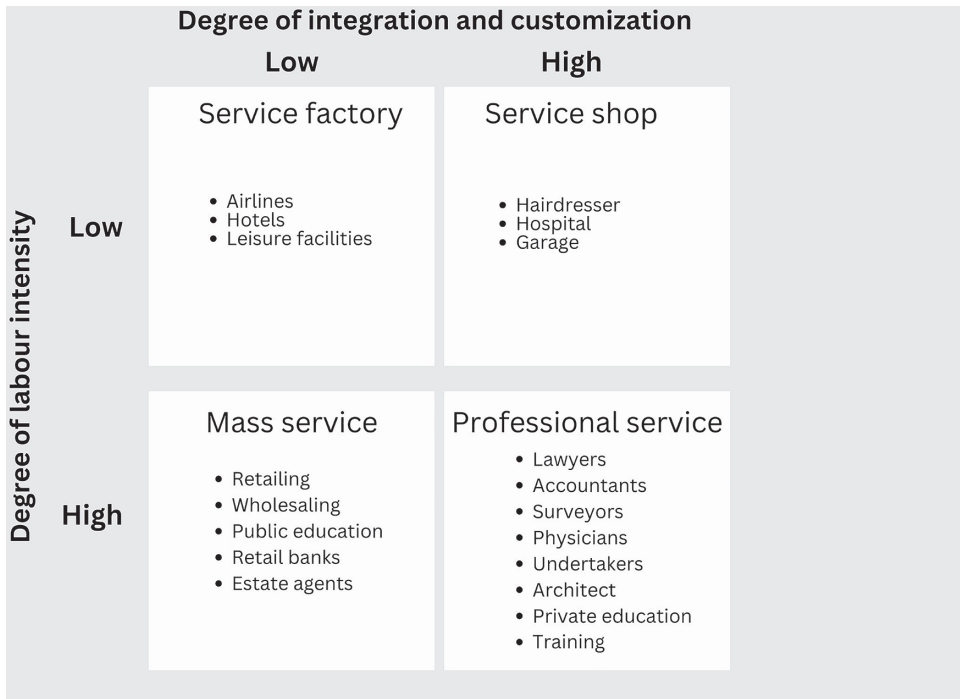 Degree of integration and customization
Low
High
Degree of labour intensity
Low
Service factory
• Airlines
• Hotels
• Leisure facilities
Service shop
• Hairdresser
• Hospital
• Garage
High
Mass service
• Retailing
• Wholesaling
• Public education
• Retail banks
• Estate agents
Professional service
• Lawyers
• Accountants
• Surveyors
• Physicians
• Undertakers
• Architect
• Private education
• Training